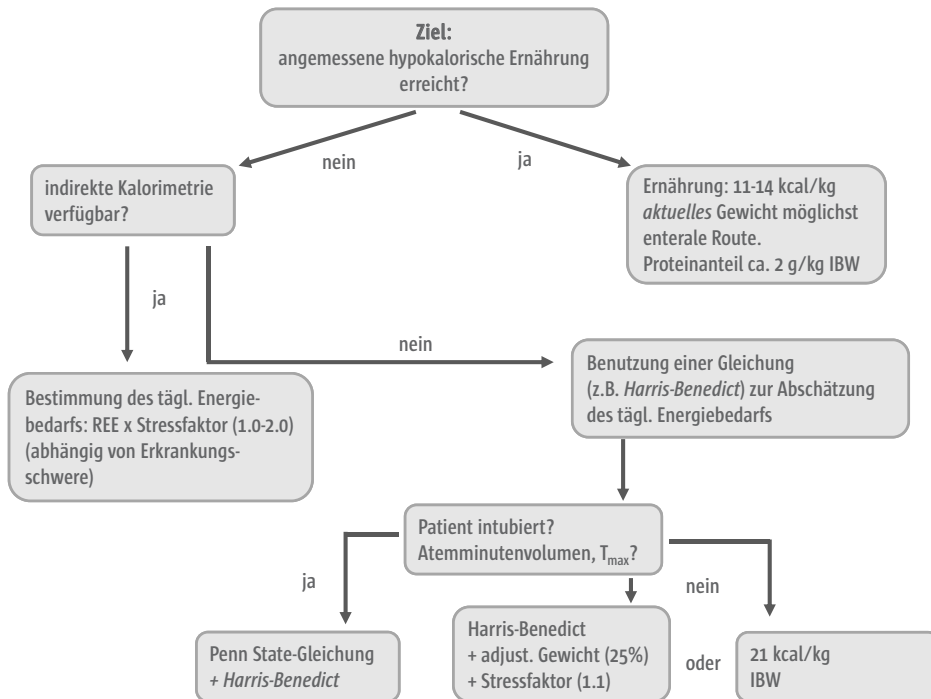 Ziel:
angemessene hypokalorische Ernährung
erreicht?
nein
ja
indirekte Kalorimetrie
verfügbar?
Ernährung: 11-14 kcal/kg
aktuelles Gewicht möglichst
enterale Route.
Proteinanteil ca. 2 g/kg IBW
ja
nein
Bestimmung des tägl. Energie-
bedarfs: REE x Stressfaktor (1.0-2.0)
(abhängig von Erkrankungs-
schwere)
Benutzung einer Gleichung
(z.B. Harris-Benedict) zur Abschätzung
des tägl. Energiebedarfs
Patient intubiert?
Atemminutenvolumen, Tmax?
ja
nein
Penn State-Gleichung
+ Harris-Benedict
Harris-Benedict
+ adjust. Gewicht (25%)
+ Stressfaktor (1.1)
oder
21 kcal/kg
IBW